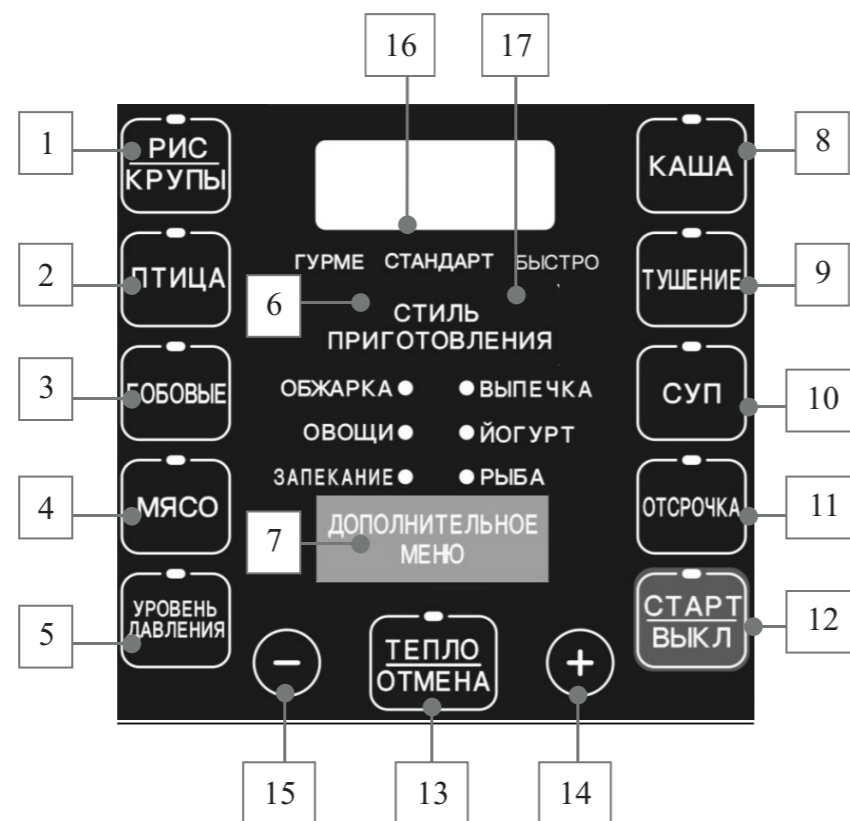 16
17
1
РИС
КРУПЫ
КАША
8
2
ПТИЦА
ГУРМЕ СТАНДАРТ БЫСТРО
6
СТИЛЬ
ПРИГОТОВЛЕНИЯ
ТУШЕНИЕ
9
3
БОБОВЫЕ
ОБЖАРКА
ВЫПЕЧКА
ОВОЩИ
ЙОГУРТ
СУП
10
4
МЯСО
ЗАПЕКАНИЕ
РЫБА
7
ДОПОЛНИТЕЛЬНОЕ
МЕНЮ
ОТСРОЧКА
11
5
УРОВЕНЬ
ДАВЛЕНИЯ
−
ТЕПЛО
ОТМЕНА
+
СТАРТ
ВЫКЛ
12
15
13
14